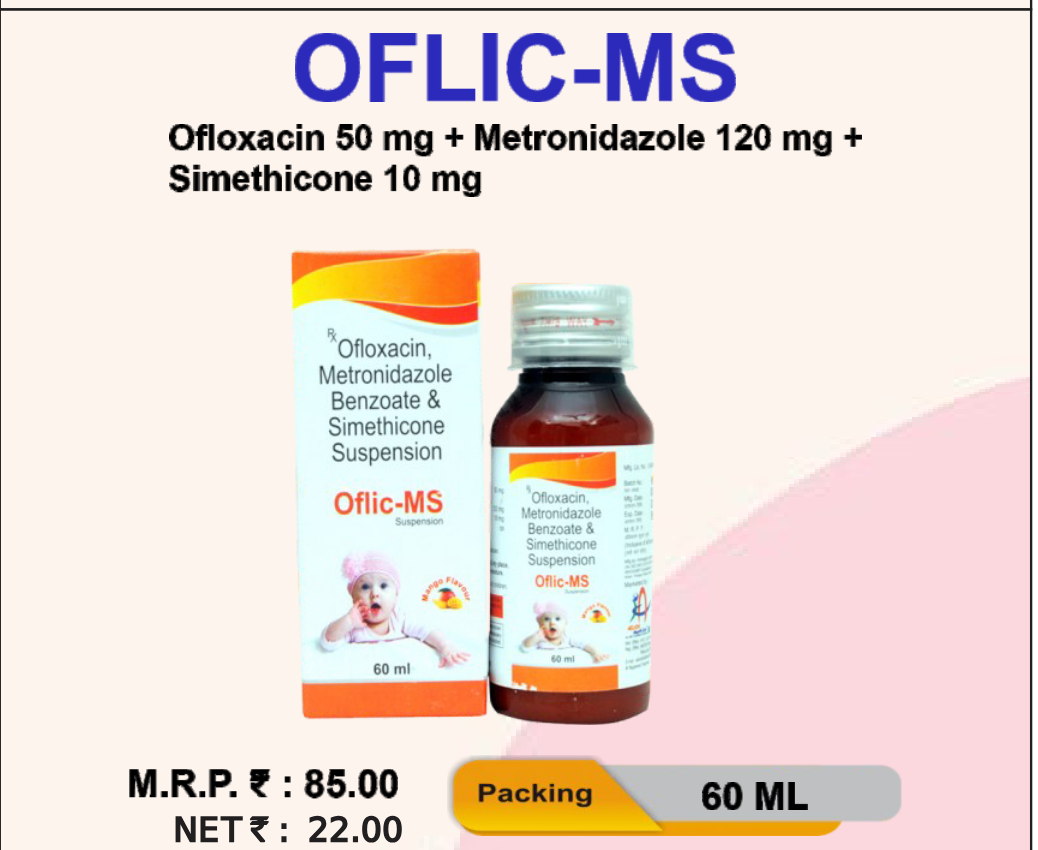 OFLIC-MS
Ofloxacin 50 mg + Metronidazole 120 mg +
Simethicone 10 mg
Rx
Ofloxacin,
Metronidazole
Benzoate &
Simethicone
Suspension
Oflic-MS
Suspension
Mango Flavour
60 ml
Ofloxacin,
Metronidazole
Benzoate &
Simethicone
Suspension
Oflic-MS
Suspension
60 ml
M.R.P. ₹ : 85.00
NET ₹ : 22.00
Packing
60 ML